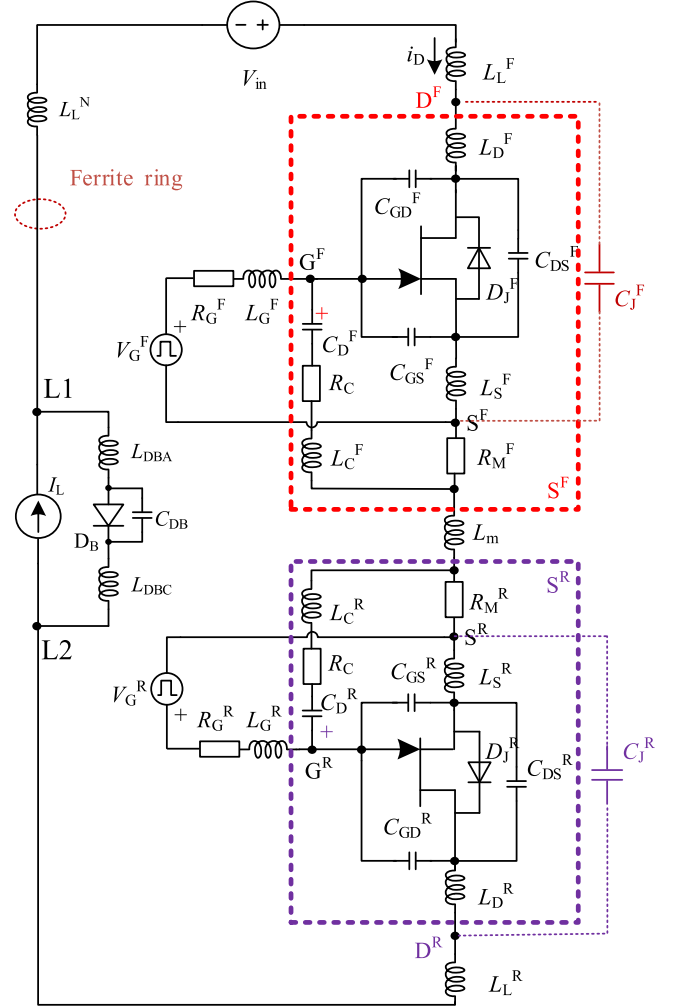 − +
V_in
i_D
L_L^F
D^F
L_L^N
L_D^F
Ferrite ring
C_GD^F
G^F
C_DS^F
D_J^F
C_J^F
R_G^F
L_G^F
+
+
C_D^F
V_G^F
C_GS^F
R_C
L_S^F
L1
S^F
L_DBA
L_C^F
R_M^F
I_L
S^F
C_DB
D_B
L_m
L_DBC
S^R
L_C^R
R_M^R
L2
S^R
R_C
C_GS^R
L_S^R
V_G^R
C_D^R
+
R_G^R
L_G^R
+
D_J^R
C_J^R
G^R
C_DS^R
C_GD^R
L_D^R
D^R
L_L^R